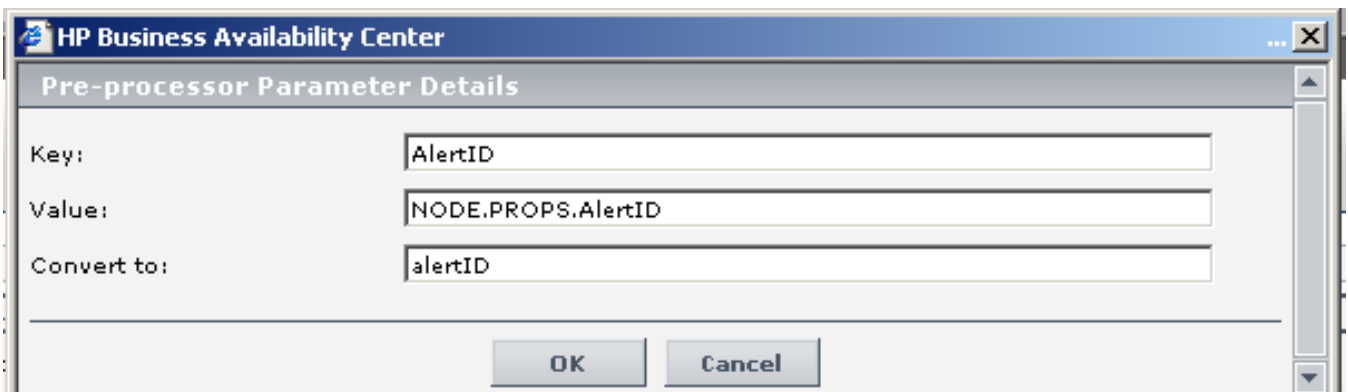 HP Business Availability Center ...
Pre-processor Parameter Details
Key: AlertID
Value: NODE.PROPS.AlertID
Convert to: alertID
OK Cancel